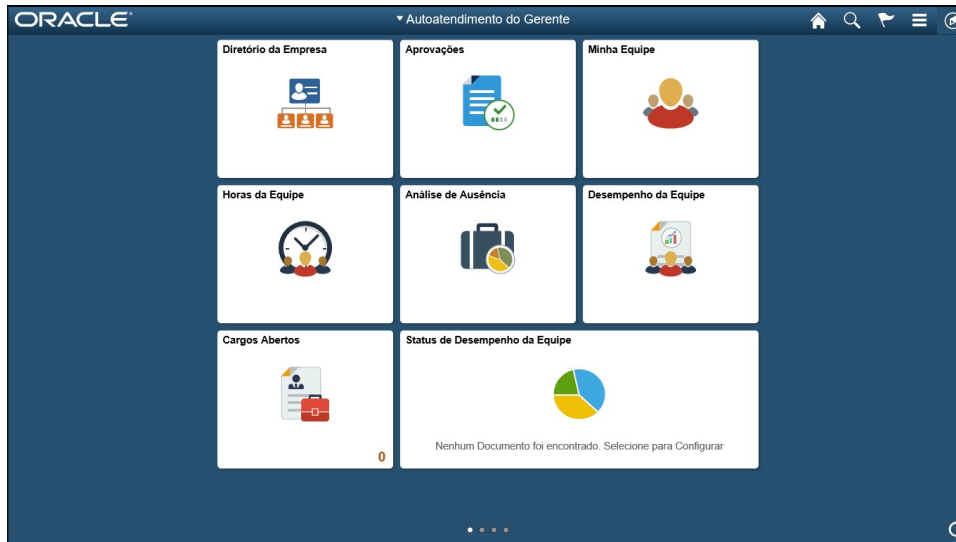 ORACLE
Autoatendimento do Gerente
Diretório da Empresa
Aprovações
Minha Equipe
Horas da Equipe
Análise de Ausência
Desempenho da Equipe
Cargos Abertos
0
Status de Desempenho da Equipe
Nenhum Documento foi encontrado. Selecione para Configurar